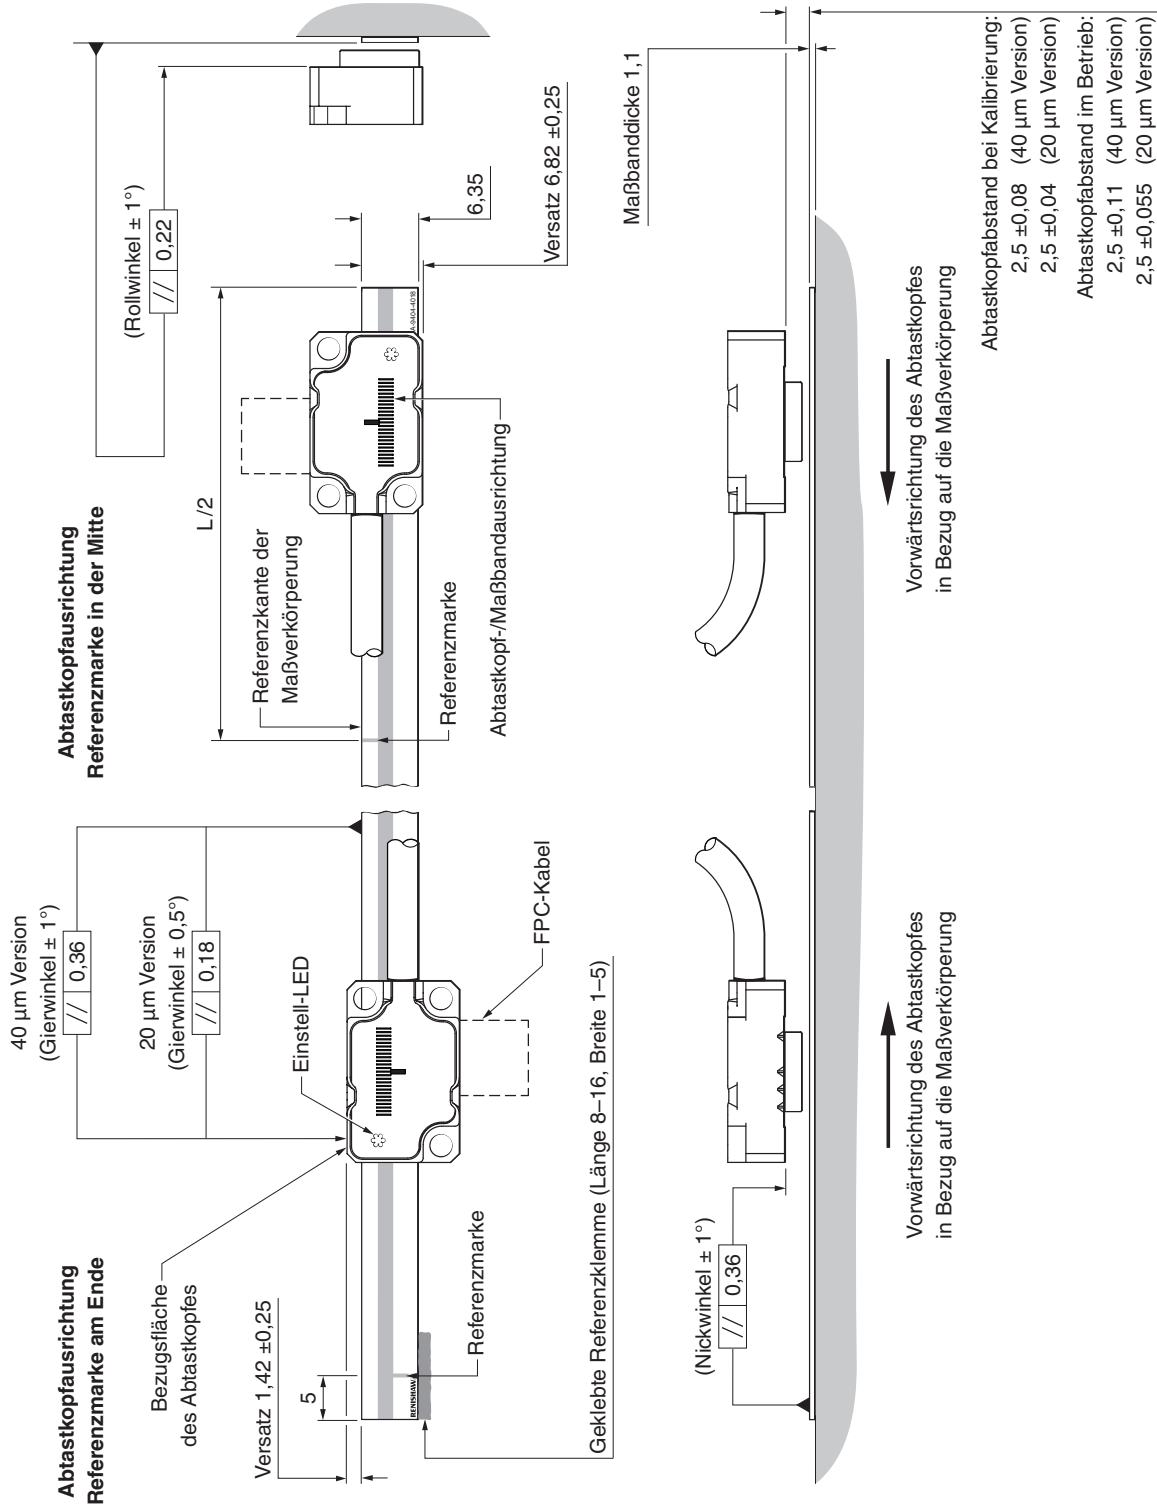 Abtastkopfausrichtung
Referenzmarke am Ende
Bezugsfläche
des Abtastkopfes
Versatz 1,42 ±0,25
5
RENISHAW
Referenzmarke
Geklebte Referenzklemme (Länge 8–16, Breite 1–5)
40 µm Version
(Gierwinkel ± 1°)
// 0,36
20 µm Version
(Gierwinkel ± 0,5°)
// 0,18
Einstell-LED
FPC-Kabel
Abtastkopfausrichtung
Referenzmarke in der Mitte
(Rollwinkel ± 1°)
// 0,22
L/2
Referenzkante der
Maßverkörperung
Referenzmarke
Abtastkopf-/Maßbandausrichtung
A-9404-4018
6,35
Versatz 6,82 ±0,25
(Nickwinkel ± 1°)
// 0,36
Vorwärtsrichtung des Abtastkopfes
in Bezug auf die Maßverkörperung
Vorwärtsrichtung des Abtastkopfes
in Bezug auf die Maßverkörperung
Maßbanddicke 1,1
Abtastkopfabstand bei Kalibrierung:
2,5 ±0,08 (40 µm Version)
2,5 ±0,04 (20 µm Version)
Abtastkopfabstand im Betrieb:
2,5 ±0,11 (40 µm Version)
2,5 ±0,055 (20 µm Version)